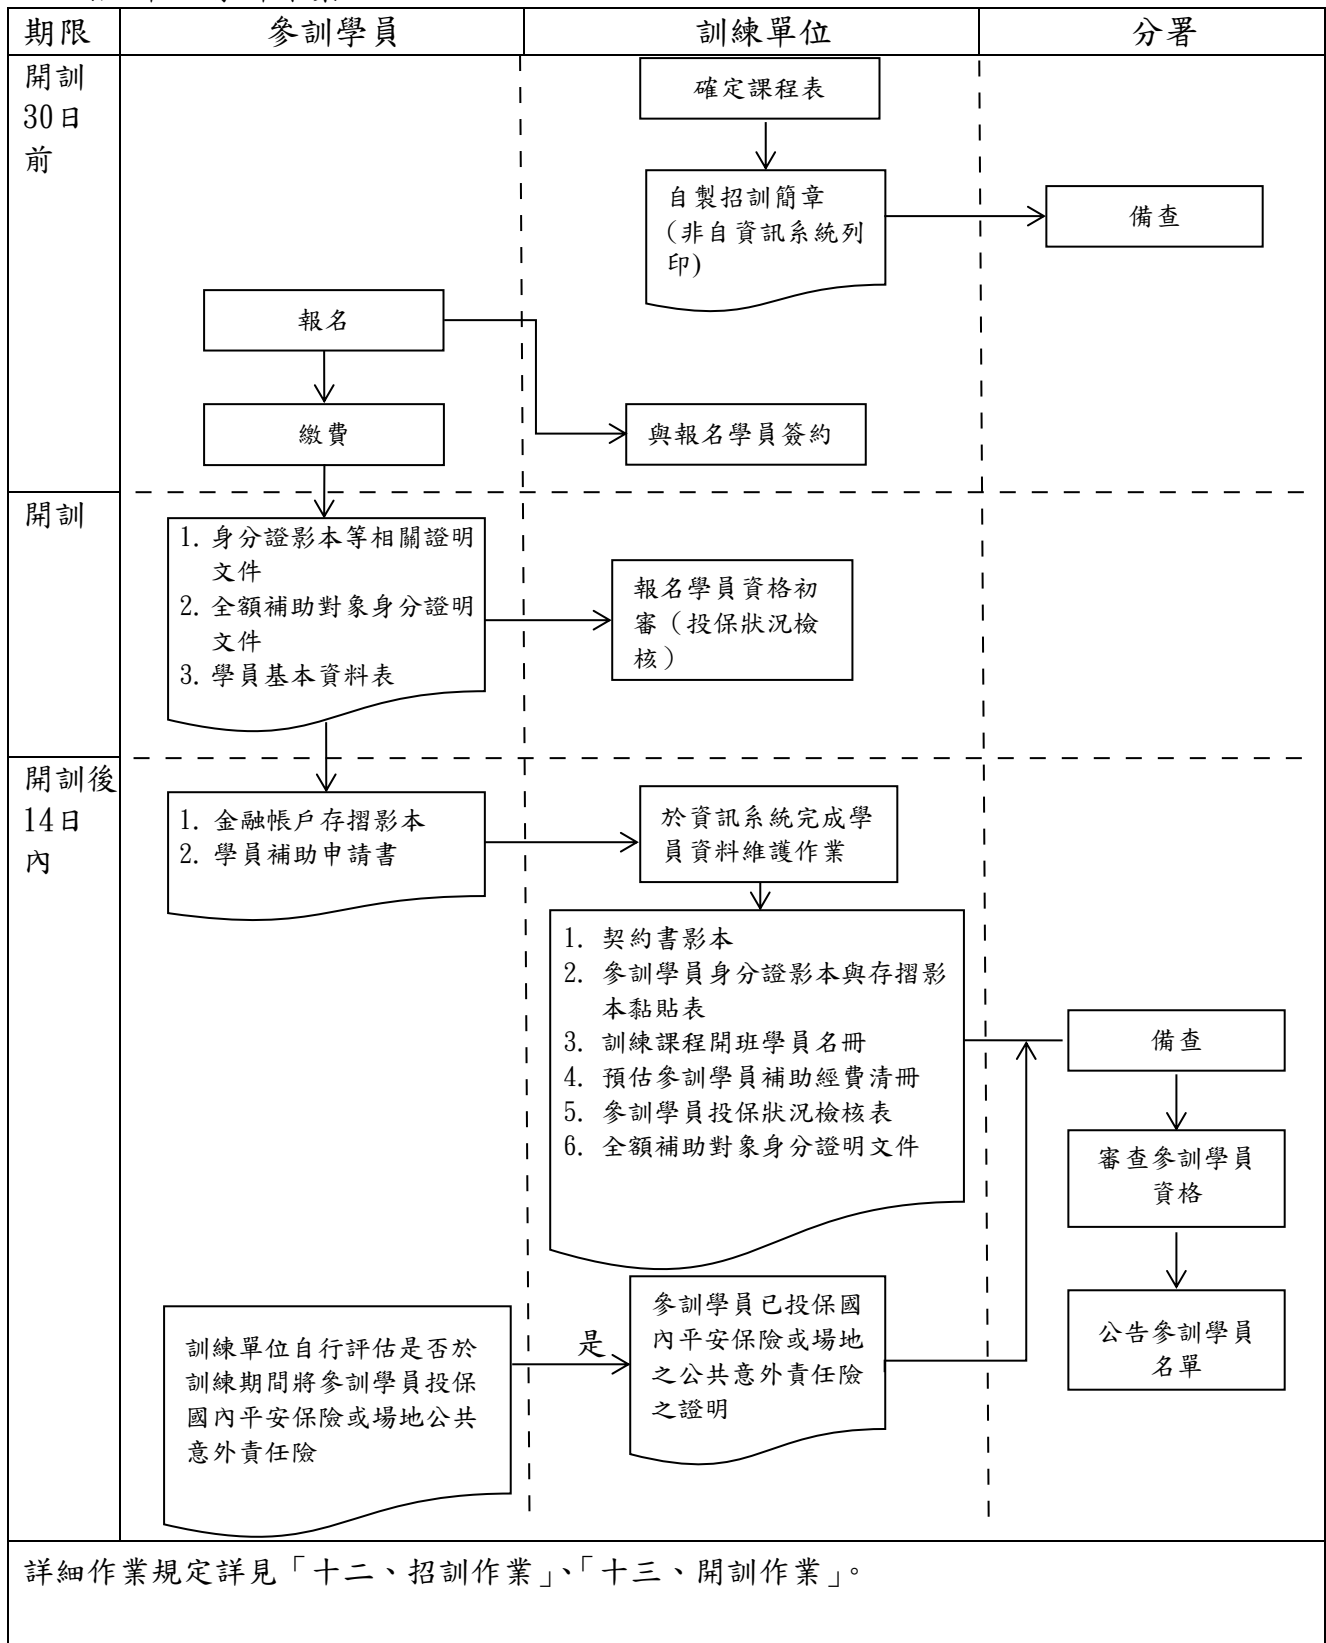 期限
參訓學員
訓練單位
分署
開訓
30日
前
確定課程表
自製招訓簡章
(非自資訊系統列
印)
備查
報名
繳費
與報名學員簽約
開訓
1. 身分證影本等相關證明
文件
2. 全額補助對象身分證明
文件
3. 學員基本資料表
報名學員資格初
審（投保狀況檢
核）
開訓後
14日
內
1. 金融帳戶存摺影本
2. 學員補助申請書
於資訊系統完成學
員資料維護作業
1. 契約書影本
2. 參訓學員身分證影本與存摺影
本黏貼表
3. 訓練課程開班學員名冊
4. 預估參訓學員補助經費清冊
5. 參訓學員投保狀況檢核表
6. 全額補助對象身分證明文件
備查
審查參訓學員
資格
公告參訓學員
名單
訓練單位自行評估是否於
訓練期間將參訓學員投保
國內平安保險或場地公共
意外責任險
是
參訓學員已投保國
內平安保險或場地
之公共意外責任險
之證明
詳細作業規定詳見「十二、招訓作業」、「十三、開訓作業」。